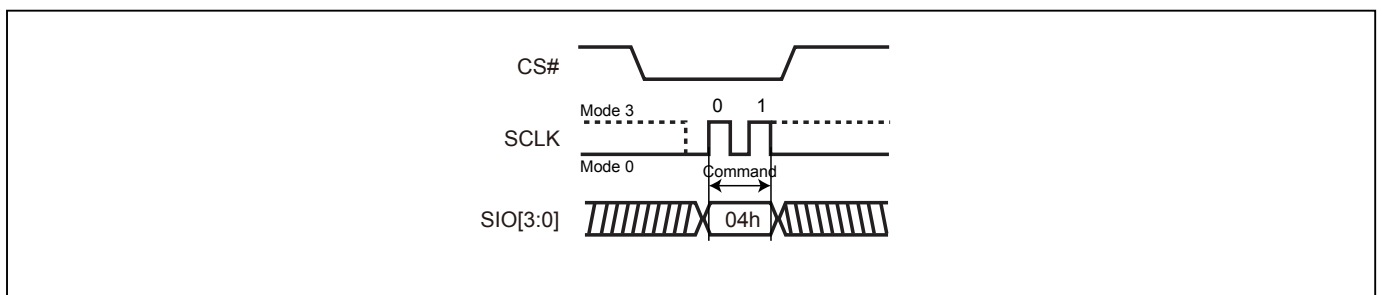 CS#
Mode 3
0 1
SCLK
Mode 0
Command
SIO[3:0]
04h